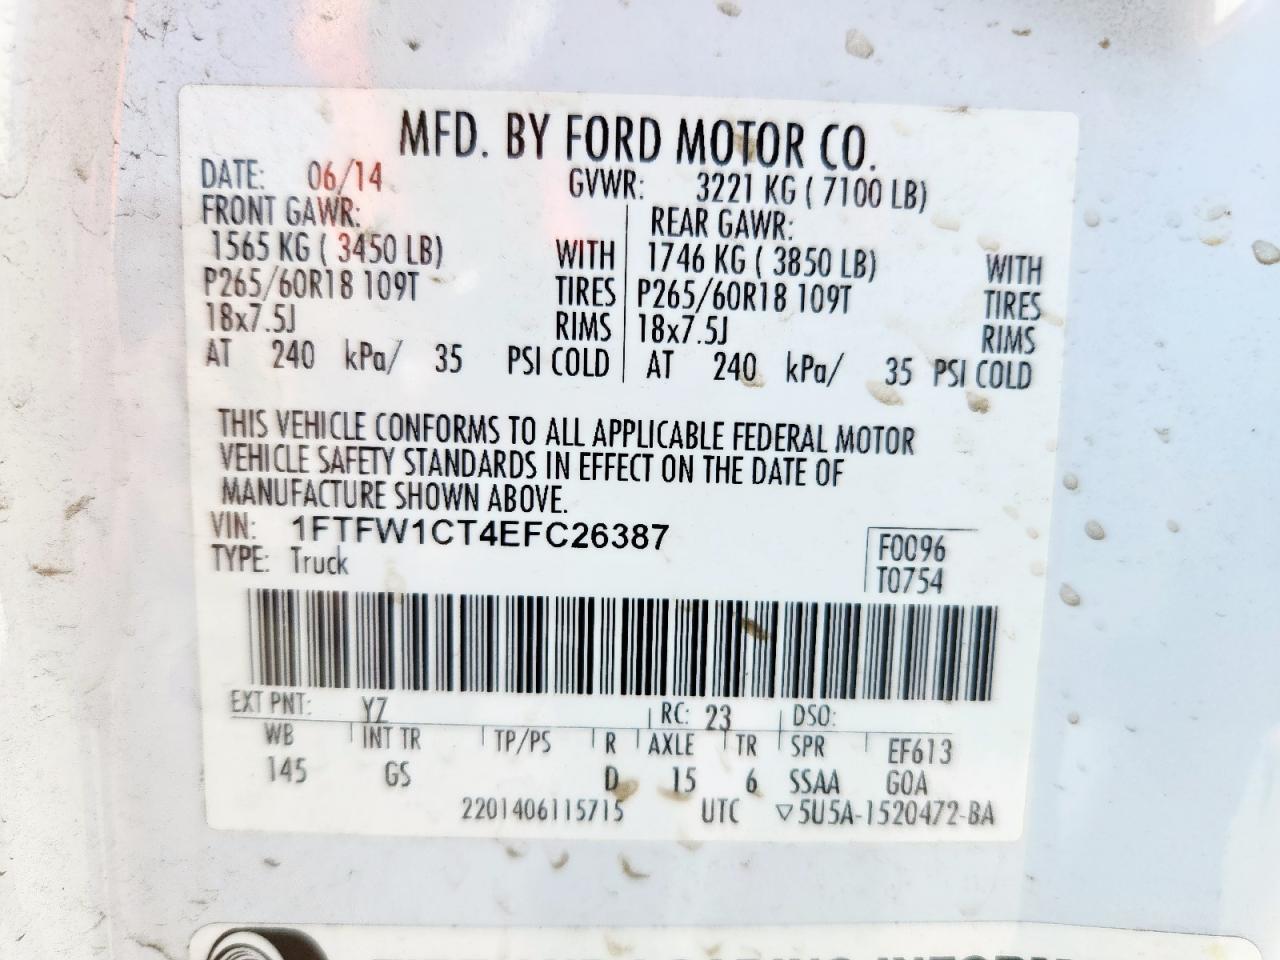 MFD. BY FORD MOTOR CO.
DATE: 06/14 GVWR: 3221 KG ( 7100 LB)
FRONT GAWR: REAR GAWR:
1565 KG ( 3450 LB) WITH 1746 KG ( 3850 LB) WITH
P265/60R18 109T TIRES P265/60R18 109T TIRES
18x7.5J RIMS 18x7.5J RIMS
AT 240 kPa/ 35 PSI COLD AT 240 kPa/ 35 PSI COLD
THIS VEHICLE CONFORMS TO ALL APPLICABLE FEDERAL MOTOR
VEHICLE SAFETY STANDARDS IN EFFECT ON THE DATE OF
MANUFACTURE SHOWN ABOVE.
VIN: 1FTFW1CT4EFC26387
TYPE: Truck
F0096
T0754
EXT PNT: YZ RC: 23 DSO:
WB INT TR TP/PS R AXLE TR SPR EF613
145 GS D 15 6 SSAA GOA
2201406115715 UTC ▽5U5A-1520472-BA